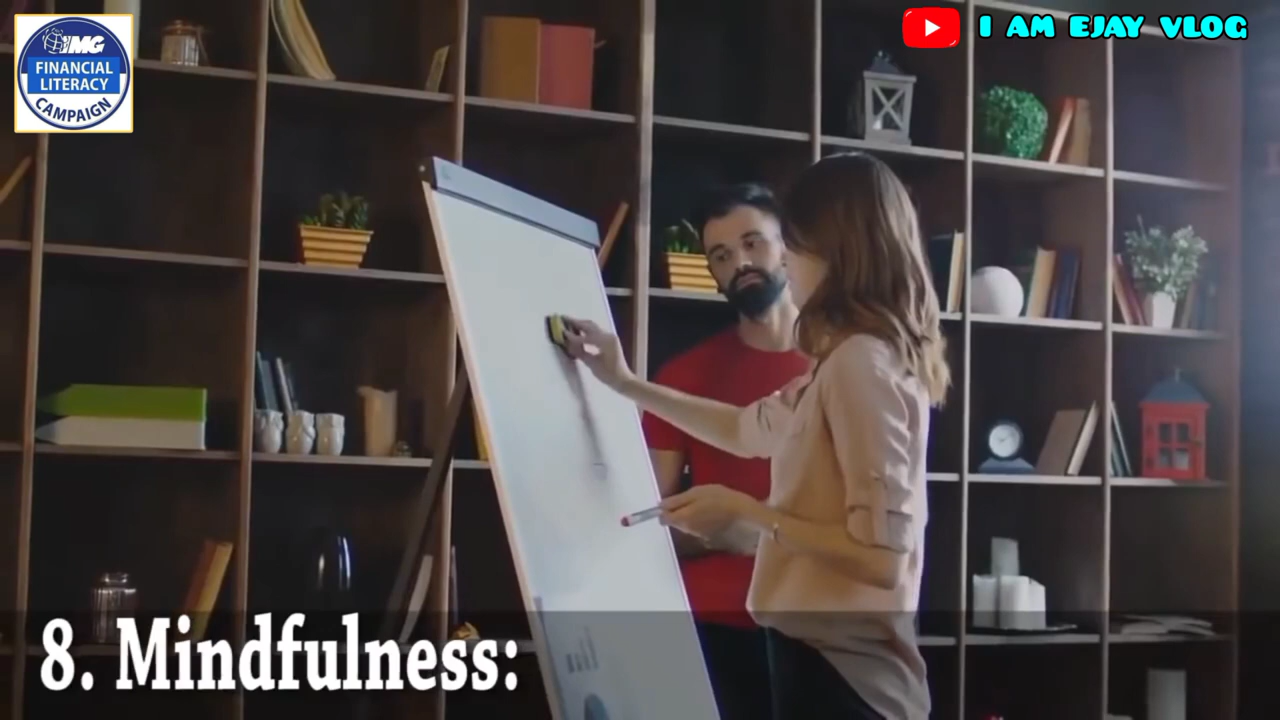 IMG
FINANCIAL
LITERACY
CAMPAIGN
I AM EJAY VLOG
8. Mindfulness: